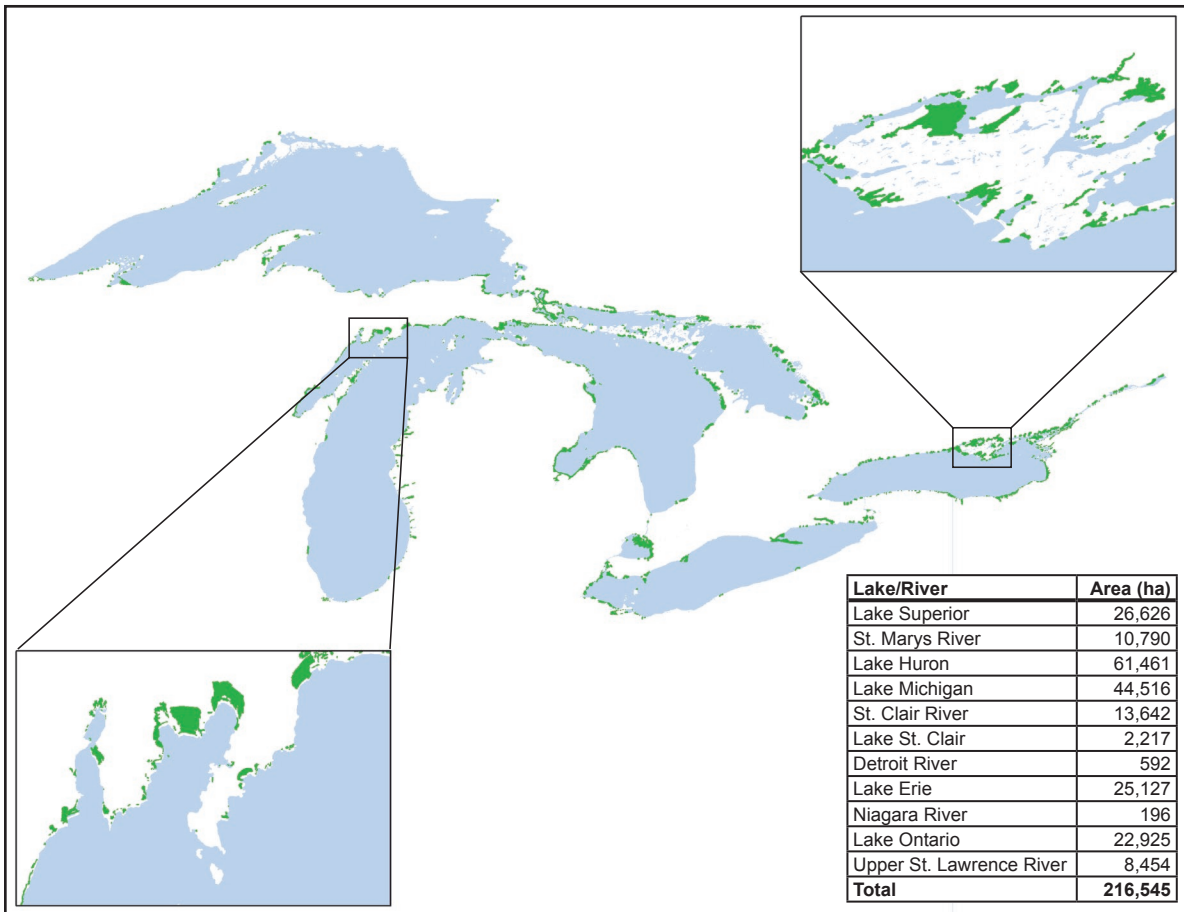 Lake/River Area (ha)
Lake Superior 26,626
St. Marys River 10,790
Lake Huron 61,461
Lake Michigan 44,516
St. Clair River 13,642
Lake St. Clair 2,217
Detroit River 592
Lake Erie 25,127
Niagara River 196
Lake Ontario 22,925
Upper St. Lawrence River 8,454
Total 216,545